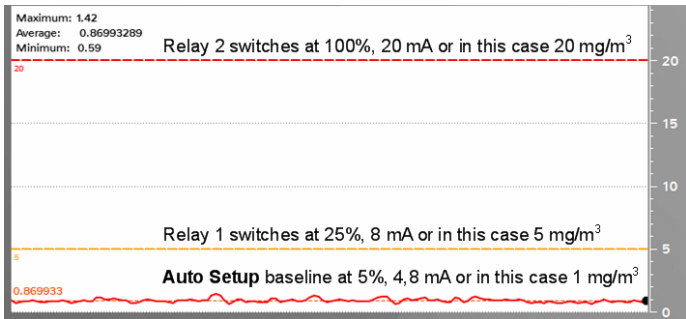 Maximum: 1.42
Average: 0.86993289
Minimum: 0.59
Relay 2 switches at 100%, 20 mA or in this case 20 mg/m³
20
20
15
10
Relay 1 switches at 25%, 8 mA or in this case 5 mg/m³
5
5
Auto Setup baseline at 5%, 4,8 mA or in this case 1 mg/m³
0.869933
0